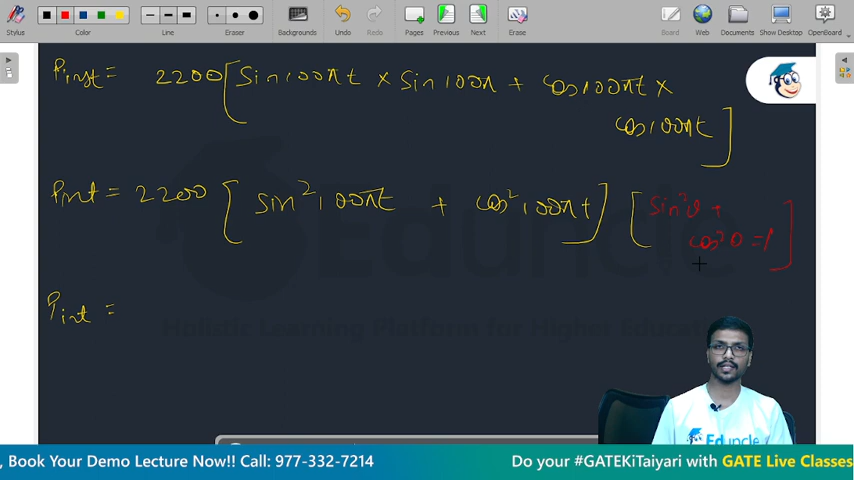 Stylus
Color
Line
Eraser
Backgrounds
Undo
Redo
Pages
Previous
Next
Erase
Board
Web
Documents
Show Desktop
OpenBoard
Pinst = 2200 [ Sin100πt × Sin100π + cos100πt ×
cos100πt ]
Pint = 2200 [ sin²100πt + cos²100πt ] [ Sin²θ +
cos²θ = 1 ]
Pint =
Eduncle
Holistic Learning Platform for Higher Education
Eduncle
, Book Your Demo Lecture Now!! Call: 977-332-7214
Do your #GATEKiTaiyari with GATE Live Classes